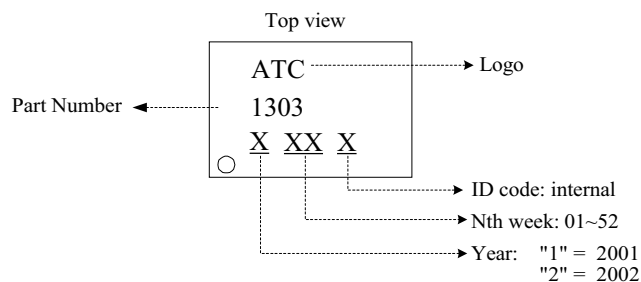 Top view
ATC
Logo
Part Number
1303
X XX X
ID code: internal
Nth week: 01~52
Year: "1" = 2001
"2" = 2002